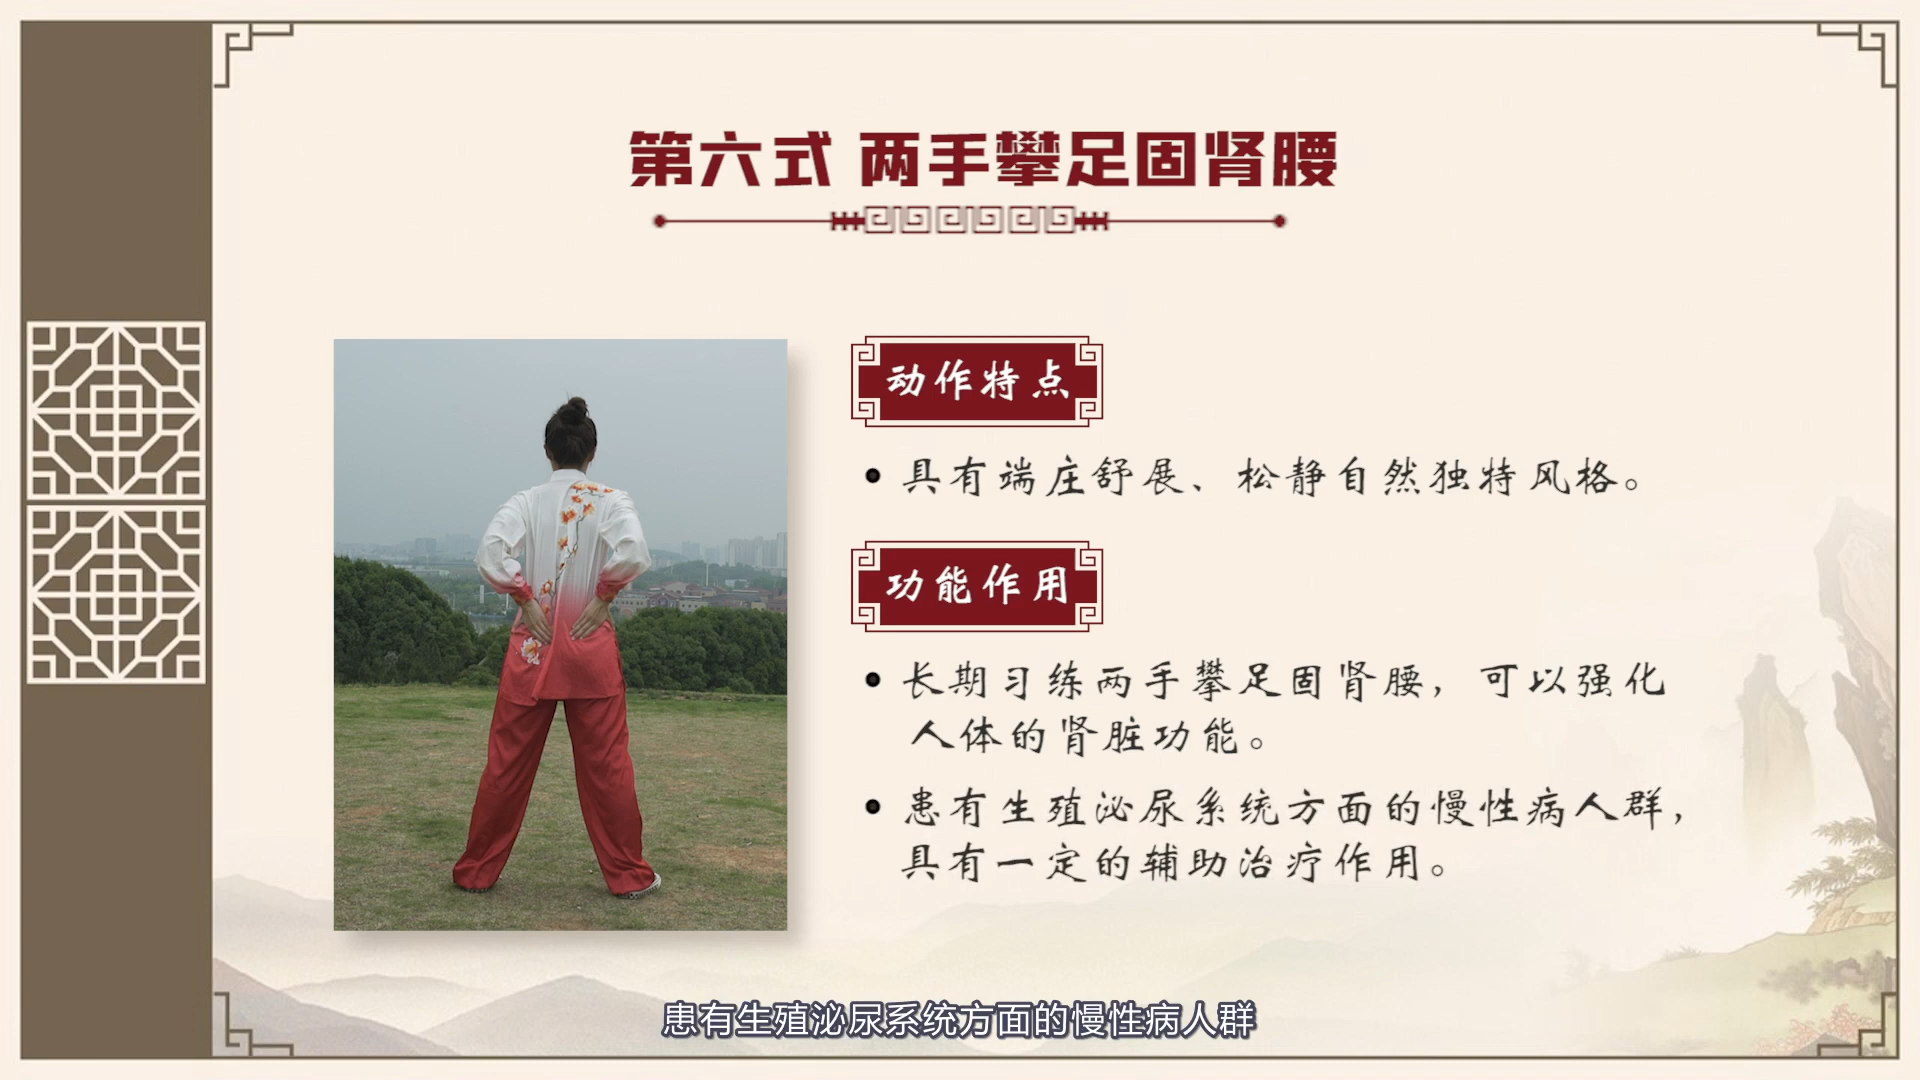 第六式 两手攀足固肾腰
动作特点
具有端庄舒展、松静自然独特风格。
功能作用
长期习练两手攀足固肾腰，可以强化
人体的肾脏功能。
患有生殖泌尿系统方面的慢性病人群，
具有一定的辅助治疗作用。
患有生殖泌尿系统方面的慢性病人群